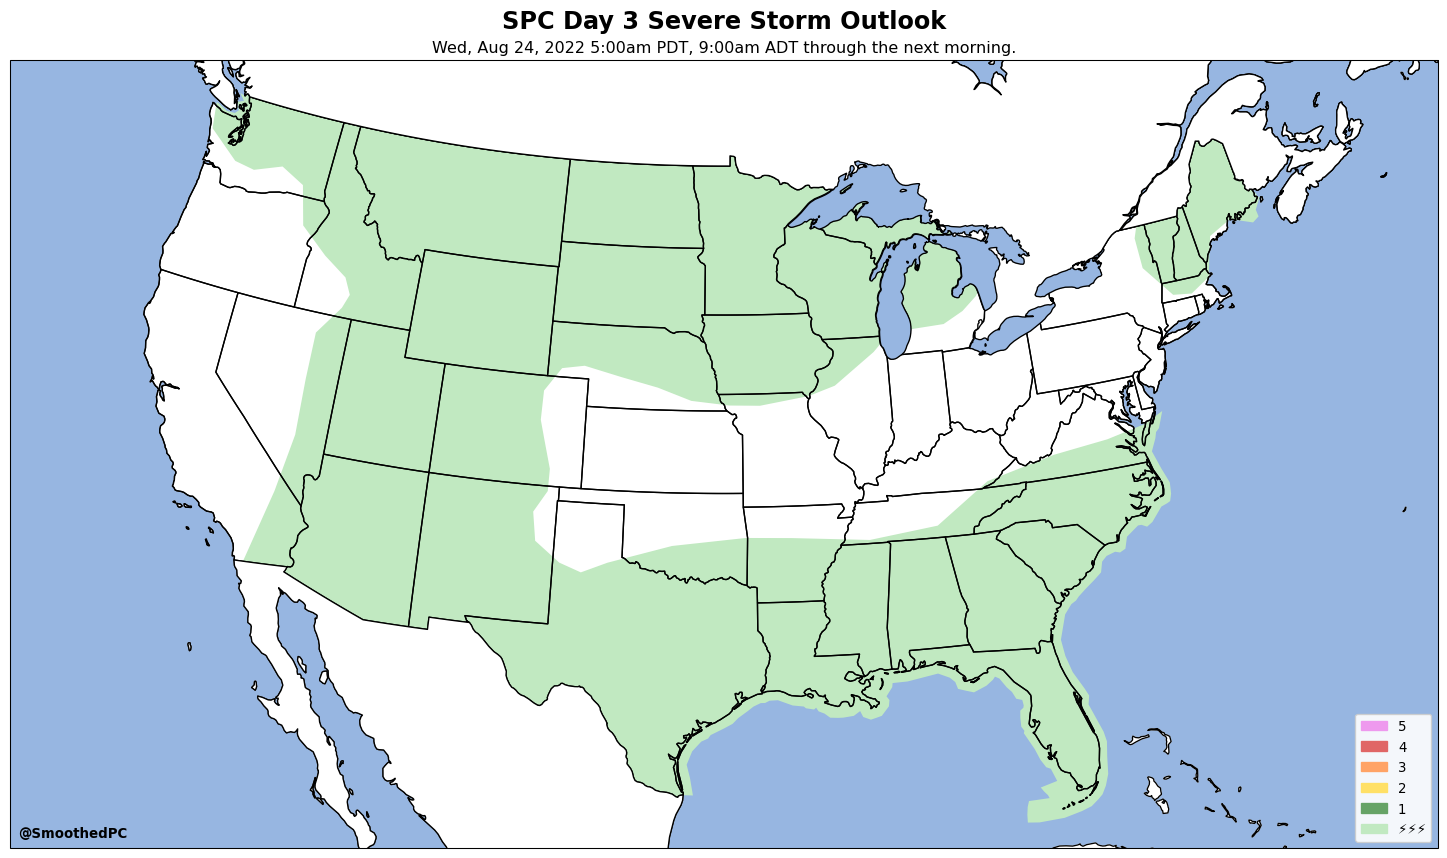 SPC Day 3 Severe Storm Outlook
Wed, Aug 24, 2022 5:00am PDT, 9:00am ADT through the next morning.
5
4
3
2
1
⚡⚡⚡
@SmoothedPC